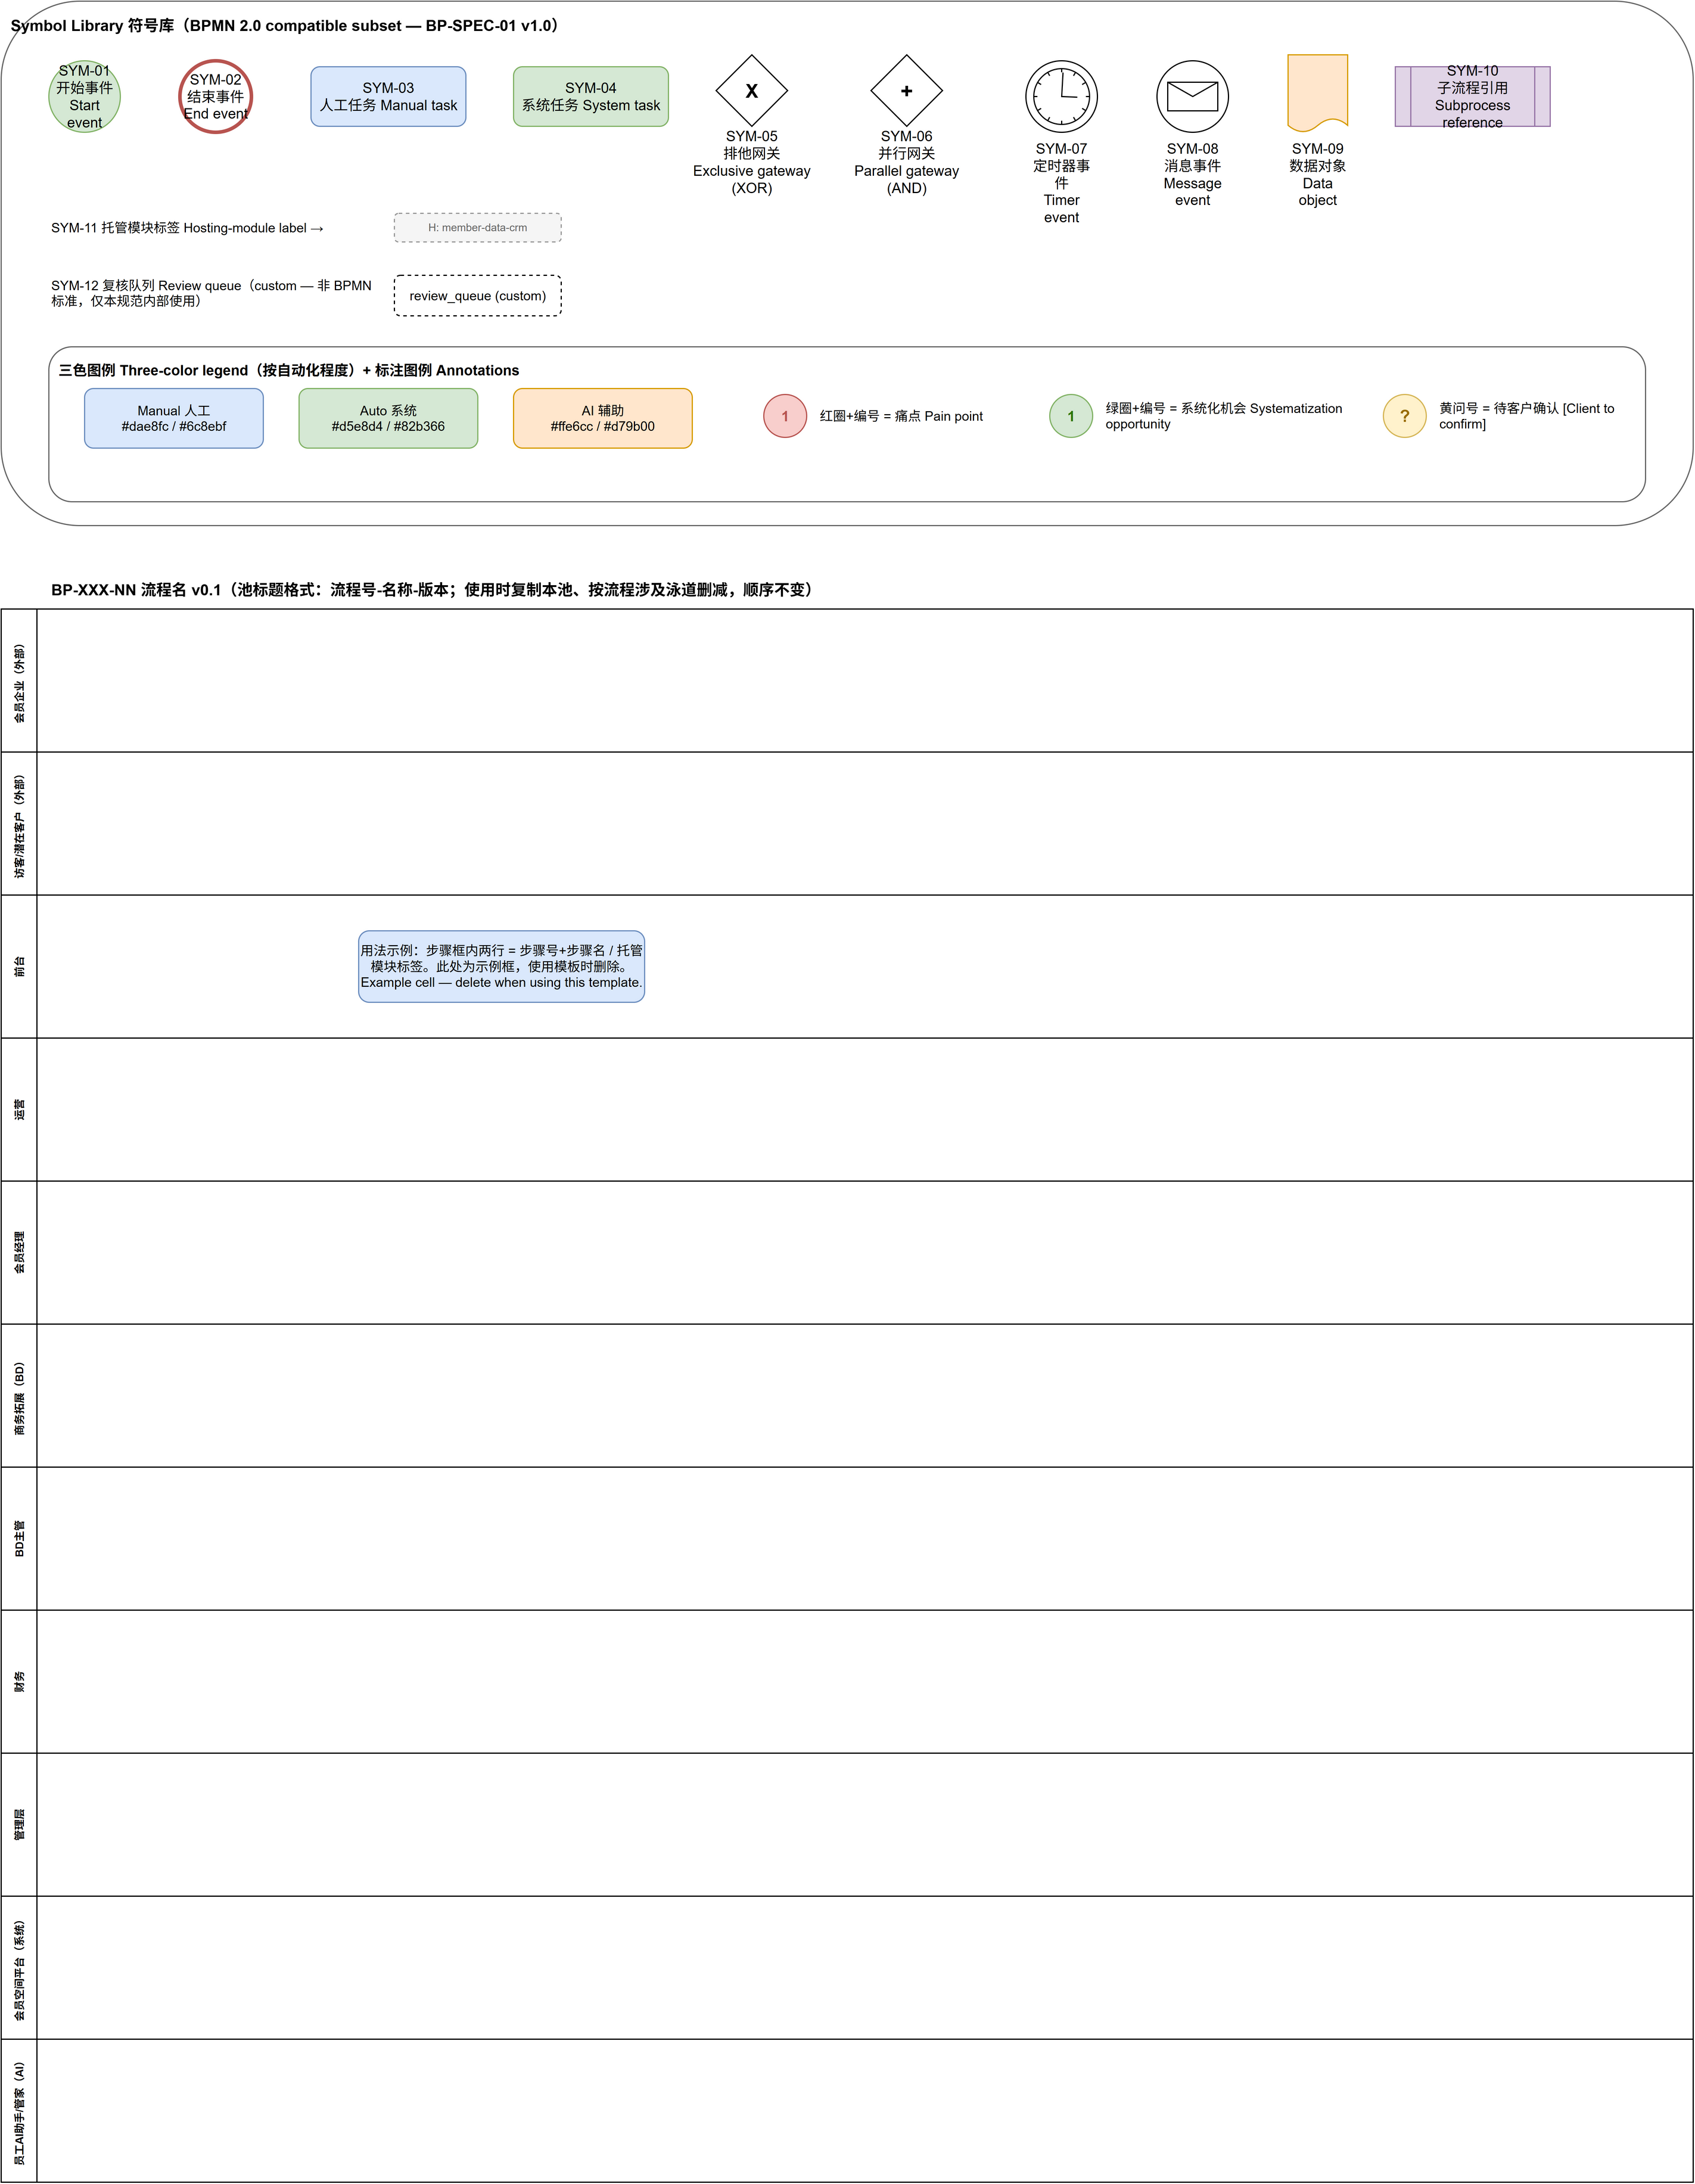 Symbol Library 符号库（BPMN 2.0 compatible subset — BP-SPEC-01 v1.0）
SYM-01
开始事件
Start
event
SYM-02
结束事件
End event
SYM-03
人工任务 Manual task
SYM-04
系统任务 System task
X
SYM-05
排他网关
Exclusive gateway
(XOR)
+
SYM-06
并行网关
Parallel gateway
(AND)
SYM-07
定时器事
件
Timer
event
SYM-08
消息事件
Message
event
SYM-09
数据对象
Data
object
SYM-10
子流程引用
Subprocess
reference
SYM-11 托管模块标签 Hosting-module label →
H: member-data-crm
SYM-12 复核队列 Review queue（custom — 非 BPMN
标准，仅本规范内部使用）
review_queue (custom)
三色图例 Three-color legend（按自动化程度）+ 标注图例 Annotations
Manual 人工
#dae8fc / #6c8ebf
Auto 系统
#d5e8d4 / #82b366
AI 辅助
#ffe6cc / #d79b00
1
红圈+编号 = 痛点 Pain point
1
绿圈+编号 = 系统化机会 Systematization
opportunity
?
黄问号 = 待客户确认 [Client to
confirm]
BP-XXX-NN 流程名 v0.1（池标题格式：流程号-名称-版本；使用时复制本池、按流程涉及泳道删减，顺序不变）
会员企业（外部）
访客/潜在客户（外部）
前台
用法示例：步骤框内两行 = 步骤号+步骤名 / 托管
模块标签。此处为示例框，使用模板时删除。
Example cell — delete when using this template.
运营
会员经理
商务拓展（BD）
BD主管
财务
管理层
会员空间平台（系统）
员工AI助手/管家（AI）